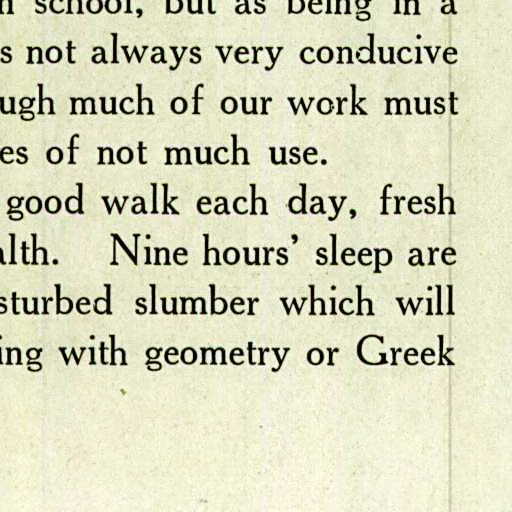 school, but as being in a
s not always very conducive
ugh much of our work must
es of not much use.
good walk each day, fresh
alth. Nine hours' sleep are
sturbed slumber which will
ing with geometry or Greek